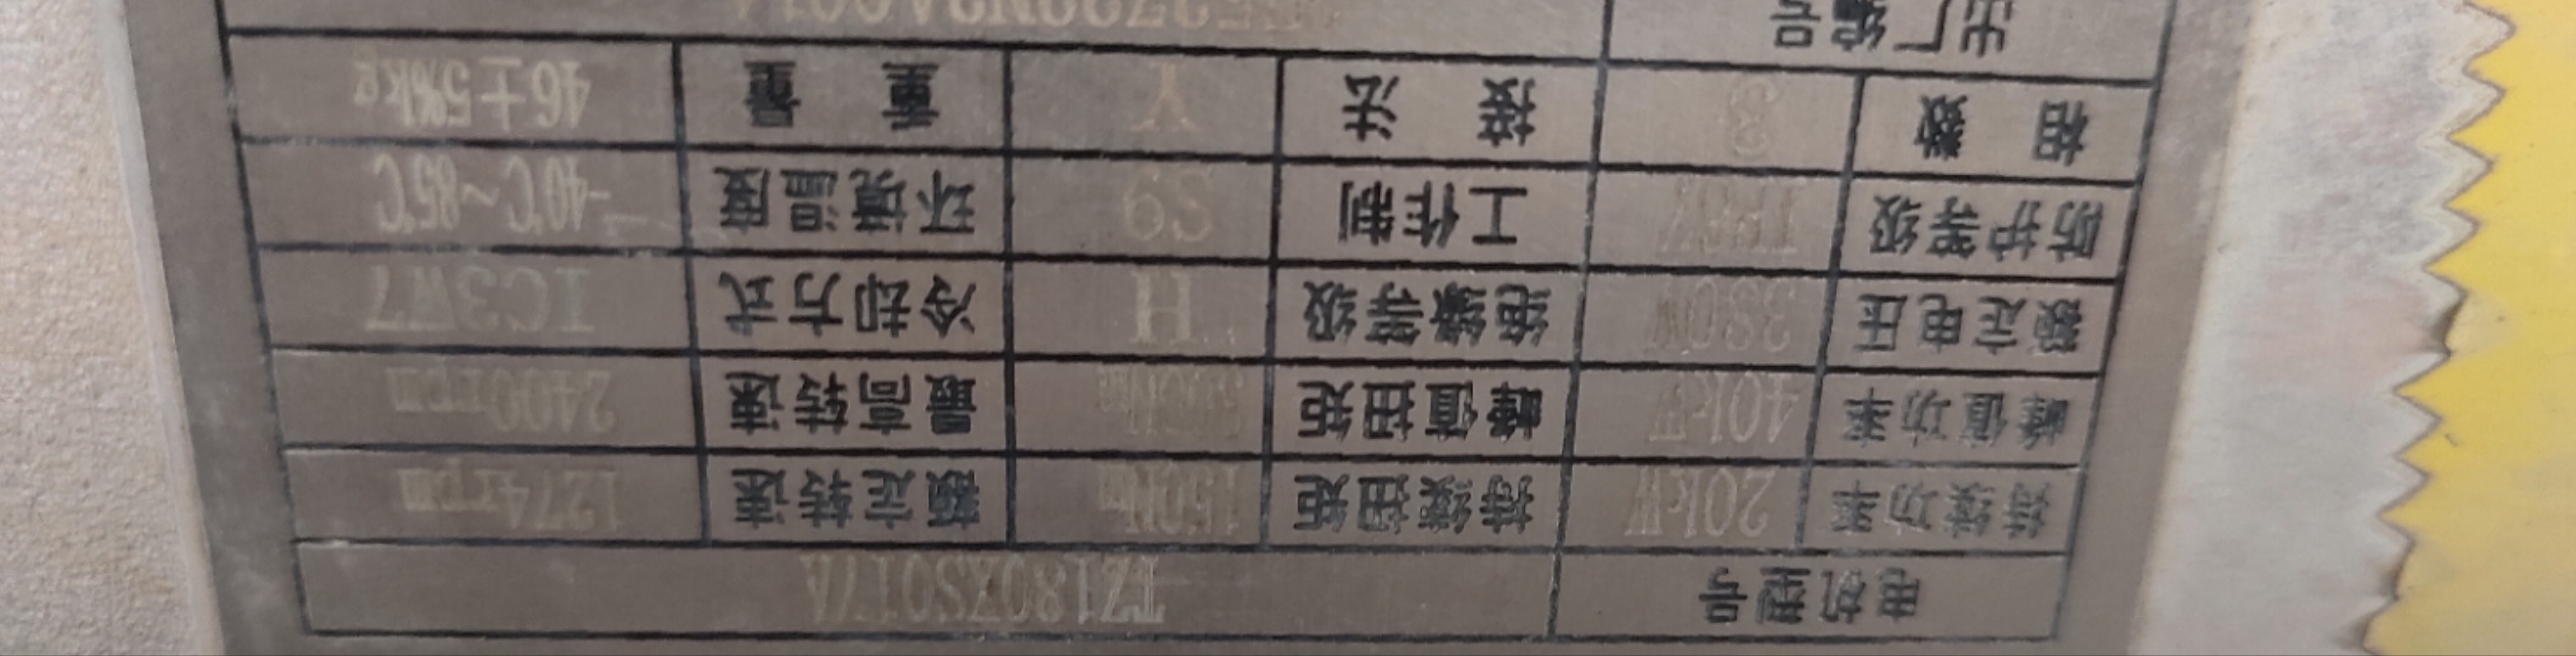 电机型号 TZ180XS017A
持续功率 20kW 持续扭矩 150Nm 额定转速 1274rpm
峰值功率 40kW 峰值扭矩 最高转速 2400rpm
额定电压 380V 绝缘等级 H 冷却方式 IC3W7
防护等级 IP67 工作制 S9 环境温度 -40℃~85℃
相数 3 接法 Y 重量 46±5%kg
出厂编号